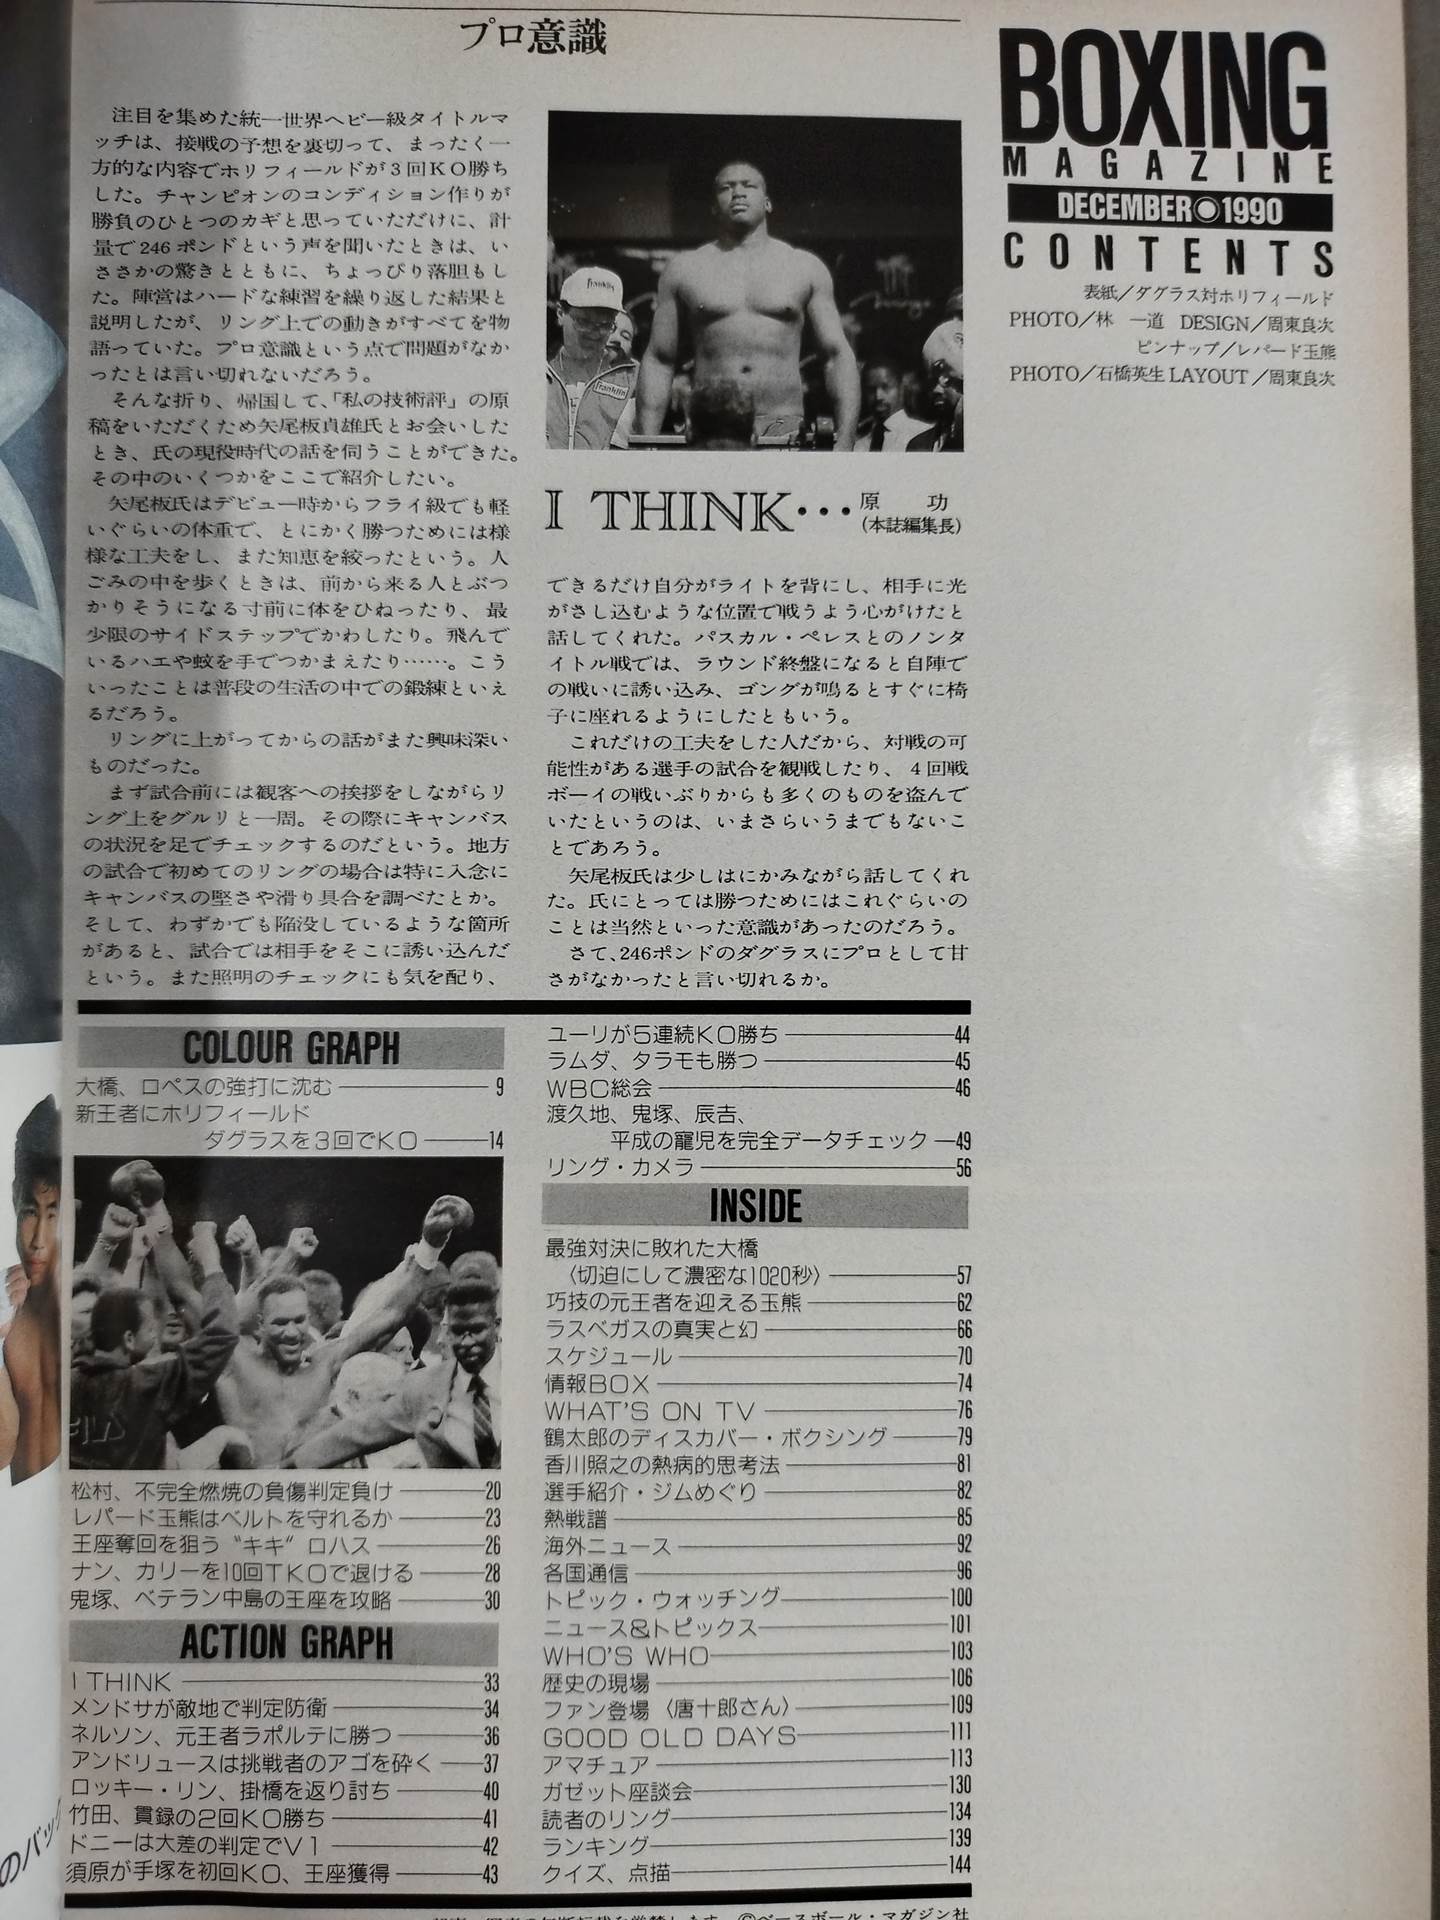 プロ意識
注目を集めた統一世界ヘビー級タイトルマ
ッチは、接戦の予想を裏切って、まったく一
方的な内容でホリフィールドが3回KO勝ち
した。チャンピオンのコンディション作りが
勝負のひとつのカギと思っていただけに、計
量で246ポンドという声を聞いたときは、い
ささかの驚きとともに、ちょっぴり落胆もし
た。陣営はハードな練習を繰り返した結果と
説明したが、リング上での動きがすべてを物
語っていた。プロ意識という点で問題がなか
ったとは言い切れないだろう。
そんな折り、帰国して、「私の技術評」の原
稿をいただくため矢尾板貞雄氏とお会いした
とき、氏の現役時代の話を伺うことができた。
その中のいくつかをここで紹介したい。
矢尾板氏はデビュー時からフライ級でも軽
いぐらいの体重で、とにかく勝つためには様
様な工夫をし、また知恵を絞ったという。人
ごみの中を歩くときは、前から来る人とぶつ
かりそうになる寸前に体をひねったり、最
少限のサイドステップでかわしたり。飛んで
いるハエや蚊を手でつかまえたり……。こう
いったことは普段の生活の中での鍛練といえ
るだろう。
リングに上がってからの話がまた興味深い
ものだった。
まず試合前には観客への挨拶をしながらリ
ング上をグルリと一周。その際にキャンバス
の状況を足でチェックするのだという。地方
の試合で初めてのリングの場合は特に入念に
キャンバスの堅さや滑り具合を調べたとか。
そして、わずかでも陥没しているような箇所
があると、試合では相手をそこに誘い込んだ
という。また照明のチェックにも気を配り、
franklin
franklin
I THINK…原 功
(本誌編集長)
できるだけ自分がライトを背にし、相手に光
がさし込むような位置で戦うよう心がけたと
話してくれた。パスカル・ペレスとのノンタ
イトル戦では、ラウンド終盤になると自陣で
の戦いに誘い込み、ゴングが鳴るとすぐに椅
子に座れるようにしたともいう。
これだけの工夫をした人だから、対戦の可
能性がある選手の試合を観戦したり、4回戦
ボーイの戦いぶりからも多くのものを盗んで
いたというのは、いまさらいうまでもないこ
とであろう。
矢尾板氏は少しはにかみながら話してくれ
た。氏にとっては勝つためにはこれぐらいの
ことは当然といった意識があったのだろう。
さて、246ポンドのダグラスにプロとして甘
さがなかったと言い切れるか。
BOXING
MAGAZINE
DECEMBER●1990
CONTENTS
表紙／ダグラス対ホリフィールド
PHOTO／林 一道 DESIGN／周東良次
ピンナップ／レパード玉熊
PHOTO／石橋英生 LAYOUT／周東良次
COLOUR GRAPH
大橋、ロペスの強打に沈む 9
新王者にホリフィールド
ダグラスを3回でKO 14
FILA
松村、不完全燃焼の負傷判定負け 20
レパード玉熊はベルトを守れるか 23
王座奪回を狙う〝キキ〟ロハス 26
ナン、カリーを10回TKOで退ける 28
鬼塚、ベテラン中島の王座を攻略 30
ACTION GRAPH
I THINK 33
メンドサが敵地で判定防衛 34
ネルソン、元王者ラポルテに勝つ 36
アンドリュースは挑戦者のアゴを砕く 37
ロッキー・リン、掛橋を返り討ち 40
竹田、貫録の2回KO勝ち 41
ドニーは大差の判定でV1 42
須原が手塚を初回KO、王座獲得 43
ユーリが5連続KO勝ち 44
ラムダ、タラモも勝つ 45
WBC総会 46
渡久地、鬼塚、辰吉、
平成の寵児を完全データチェック 49
リング・カメラ 56
INSIDE
最強対決に敗れた大橋
〈切迫にして濃密な1020秒〉 57
巧技の元王者を迎える玉熊 62
ラスベガスの真実と幻 66
スケジュール 70
情報BOX 74
WHAT'S ON TV 76
鶴太郎のディスカバー・ボクシング 79
香川照之の熱病的思考法 81
選手紹介・ジムめぐり 82
熱戦譜 85
海外ニュース 92
各国通信 96
トピック・ウォッチング 100
ニュース&トピックス 101
WHO'S WHO 103
歴史の現場 106
ファン登場〈唐十郎さん〉 109
GOOD OLD DAYS 111
アマチュア 113
ガゼット座談会 130
読者のリング 134
ランキング 139
クイズ、点描 144
©ベースボール・マガジン社
のバック